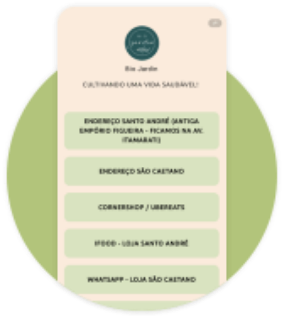 Bio Jardin
CULTIVANDO UMA VIDA SAUDÁVEL!
ENDEREÇO SANTO ANDRÉ (ANTIGA
EMPÓRIO FIGUEIRA - FICAMOS NA AV.
ITAMARATI)
ENDEREÇO SÃO CAETANO
CORNERSHOP / UBEREATS
IFOOD - LOJA SANTO ANDRÉ
WHATSAPP - LOJA SÃO CAETANO